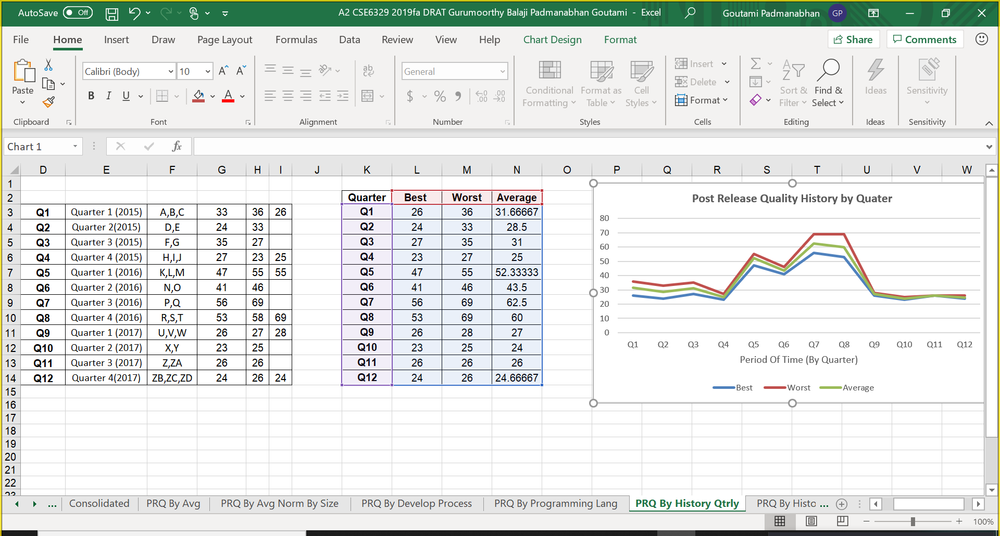 AutoSave Off A2 CSE6329 2019fa DRAT Gurumoorthy Balaji Padmanabhan Goutami - Excel Goutami Padmanabhan GP
File Home Insert Draw Page Layout Formulas Data Review View Help Chart Design Format Share Comments
Paste Calibri (Body) 10 General Conditional Formatting Format as Table Cell Styles Insert Delete Format Sort & Filter Find & Select Ideas Sensitivity
B I U A $ % 9
Clipboard Font Alignment Number Styles Cells Editing Ideas Sensitivity
Chart 1 fx
D E F G H I J K L M N O P Q R S T U V W
1
2 Quarter Best Worst Average
3 Q1 Quarter 1 (2015) A,B,C 33 36 26 Q1 26 36 31.66667
4 Q2 Quarter 2(2015) D,E 24 33 Q2 24 33 28.5
5 Q3 Quarter 3 (2015) F,G 35 27 Q3 27 35 31
6 Q4 Quarter 4 (2015) H,I,J 27 23 25 Q4 23 27 25
7 Q5 Quarter 1 (2016) K,L,M 47 55 55 Q5 47 55 52.33333
8 Q6 Quarter 2 (2016) N,O 41 46 Q6 41 46 43.5
9 Q7 Quarter 3 (2016) P,Q 56 69 Q7 56 69 62.5
10 Q8 Quarter 4 (2016) R,S,T 53 58 69 Q8 53 69 60
11 Q9 Quarter 1 (2017) U,V,W 26 27 28 Q9 26 28 27
12 Q10 Quarter 2 (2017) X,Y 23 25 Q10 23 25 24
13 Q11 Quarter 3 (2017) Z,ZA 26 26 Q11 26 26 26
14 Q12 Quarter 4(2017) ZB,ZC,ZD 24 26 24 Q12 24 26 24.66667
15
16
17
18
19
20
21
22
23
Post Release Quality History by Quater
80
70
60
50
40
30
20
10
0
Q1 Q2 Q3 Q4 Q5 Q6 Q7 Q8 Q9 Q10 Q11 Q12
Period Of Time (By Quarter)
Best Worst Average
... Consolidated PRQ By Avg PRQ By Avg Norm By Size PRQ By Develop Process PRQ By Programming Lang PRQ By History Qtrly PRQ By Histo ...
100%